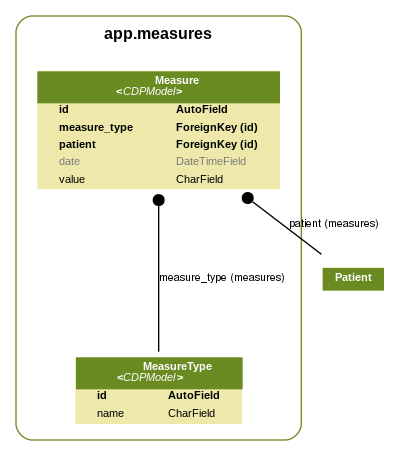 app.measures
Measure
<CDPModel>
id AutoField
measure_type ForeignKey (id)
patient ForeignKey (id)
date DateTimeField
value CharField
patient (measures)
measure_type (measures)
Patient
MeasureType
<CDPModel>
id AutoField
name CharField